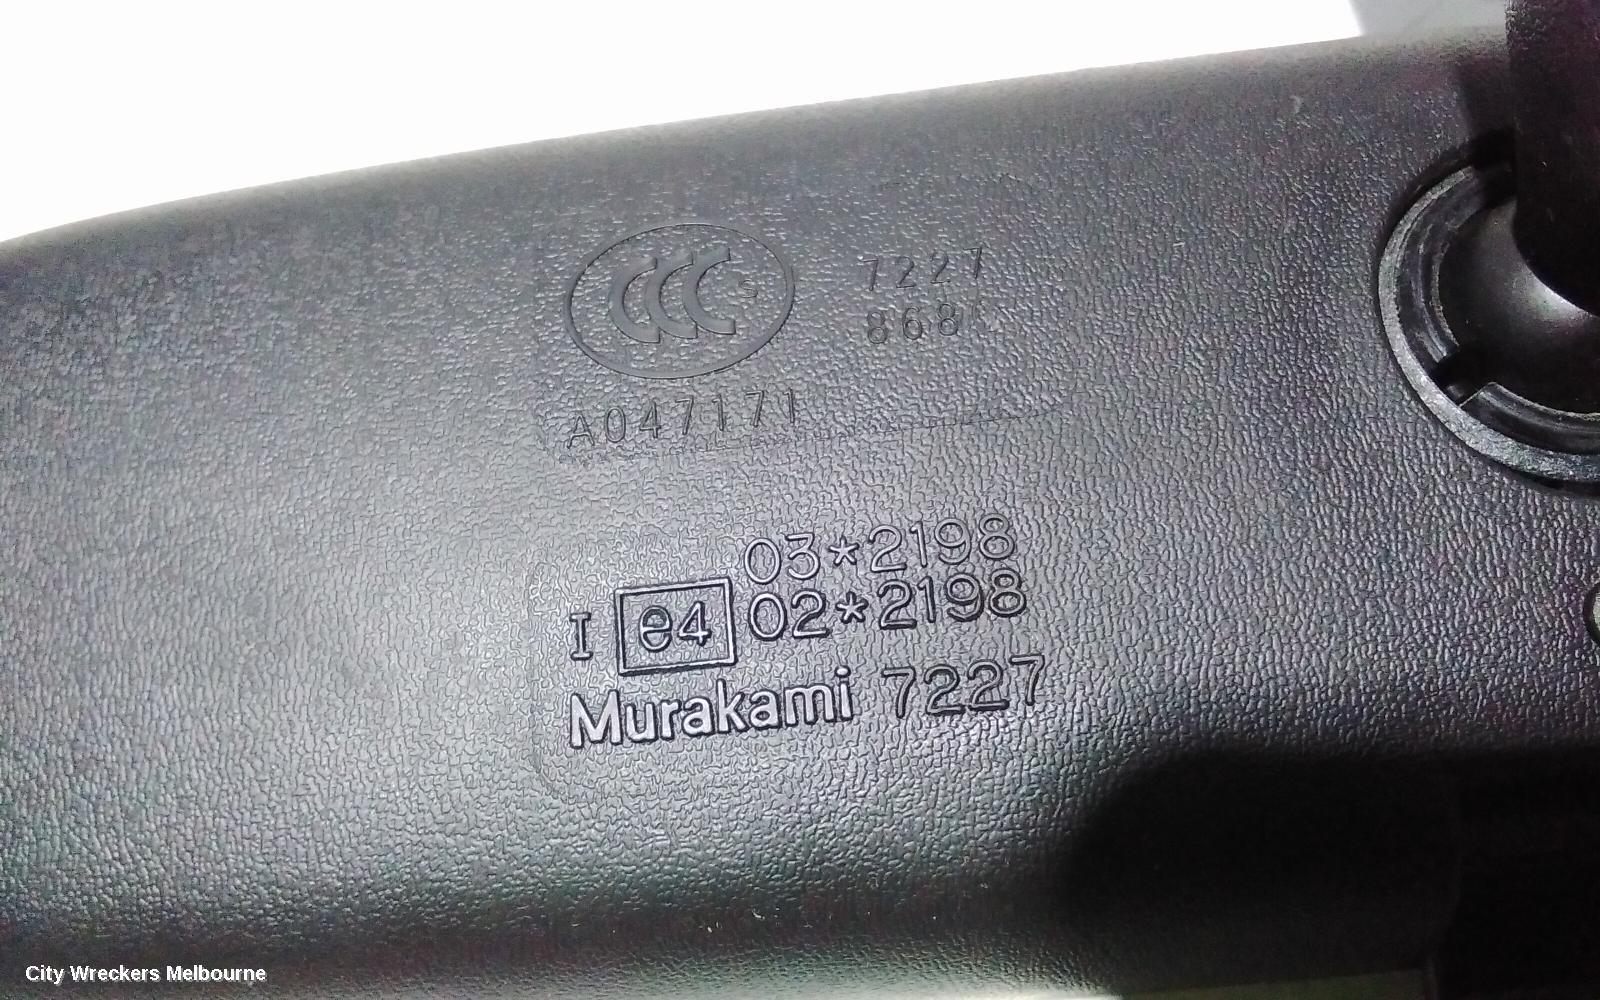 CCC S
7227
868
A047171
03*2198
I e4 02*2198
Murakami 7227
City Wreckers Melbourne